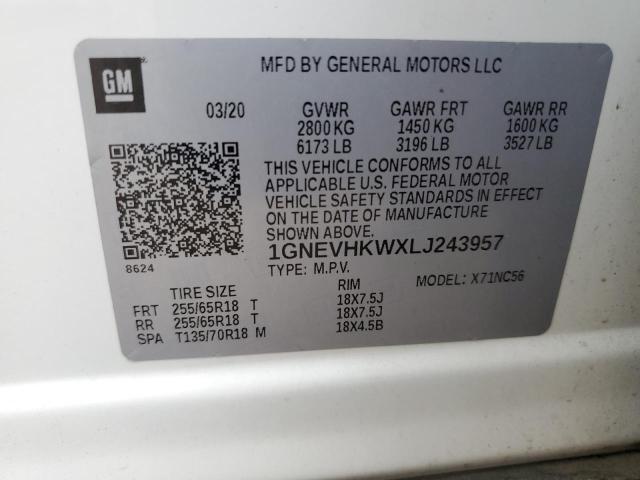 GM
MFD BY GENERAL MOTORS LLC
03/20 GVWR GAWR FRT GAWR RR
2800 KG 1450 KG 1600 KG
6173 LB 3196 LB 3527 LB
THIS VEHICLE CONFORMS TO ALL
APPLICABLE U.S. FEDERAL MOTOR
VEHICLE SAFETY STANDARDS IN EFFECT
ON THE DATE OF MANUFACTURE
SHOWN ABOVE.
1GNEVHKWXLJ243957
8624
TYPE: M.P.V. MODEL: X71NC56
TIRE SIZE RIM
FRT 255/65R18 T 18X7.5J
RR 255/65R18 T 18X7.5J
SPA T135/70R18 M 18X4.5B